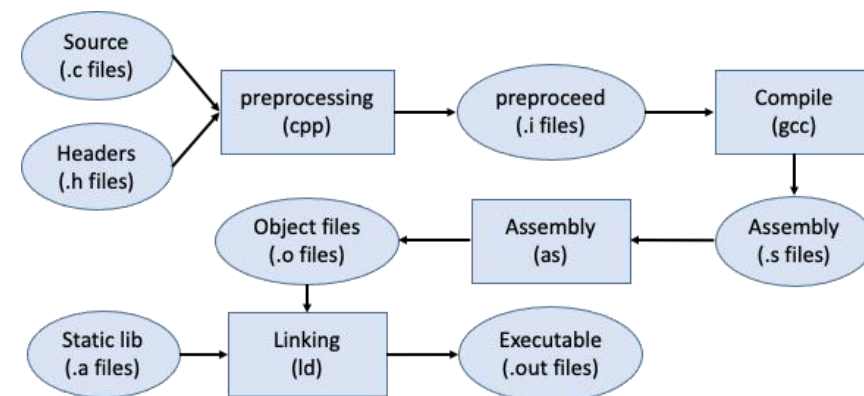 Source
(.c files)
Headers
(.h files)
preprocessing
(cpp)
preproceed
(.i files)
Compile
(gcc)
Assembly
(.s files)
Assembly
(as)
Object files
(.o files)
Static lib
(.a files)
Linking
(ld)
Executable
(.out files)